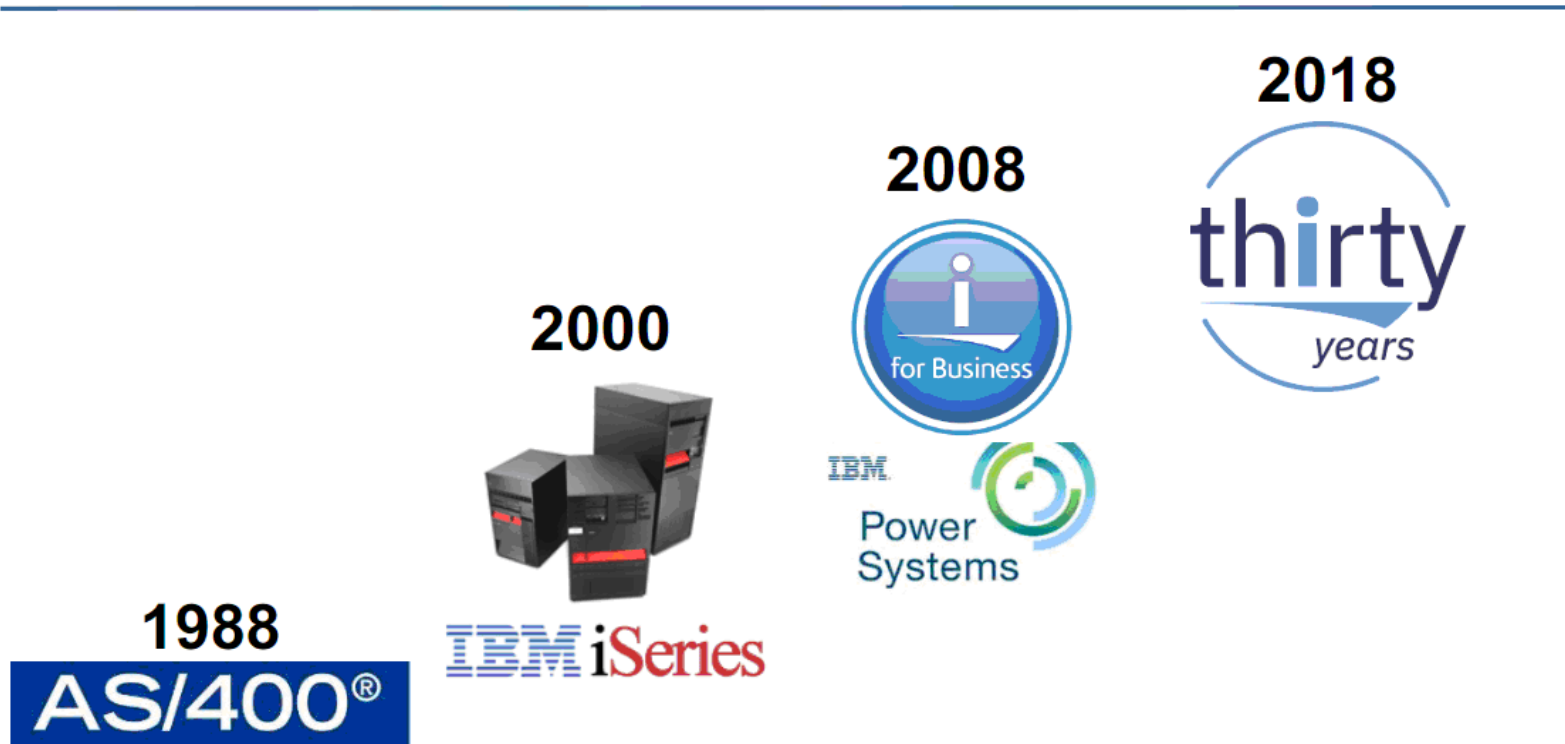 1988
AS/400®
2000
IBM iSeries
2008
i
for Business
IBM
Power
Systems
2018
thirty
years